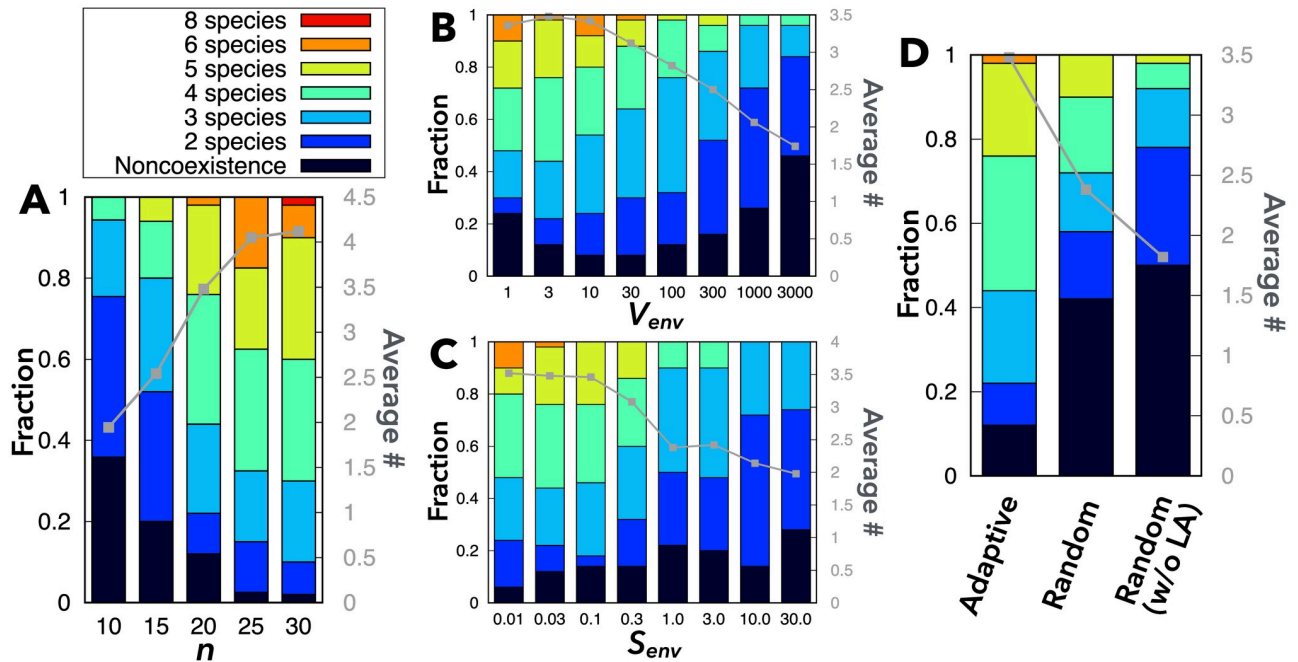 8 species
6 species
5 species
4 species
3 species
2 species
Noncoexistence
A
Fraction
1
0.8
0.6
0.4
0.2
0
4.5
4
3.5
3
2.5
2
1.5
1
0.5
0
Average #
10 15 20 25 30
n
B
Fraction
1
0.8
0.6
0.4
0.2
0
3.5
3
2.5
2
1.5
1
0.5
0
Average #
1 3 10 30 100 300 1000 3000
Venv
C
Fraction
1
0.8
0.6
0.4
0.2
0
4
3.5
3
2.5
2
1.5
1
0.5
0
Average #
0.01 0.03 0.1 0.3 1.0 3.0 10.0 30.0
Senv
D
Fraction
1
0.8
0.6
0.4
0.2
0
3.5
3
2.5
2
1.5
1
0.5
0
Average #
Adaptive
Random
Random
(w/o LA)